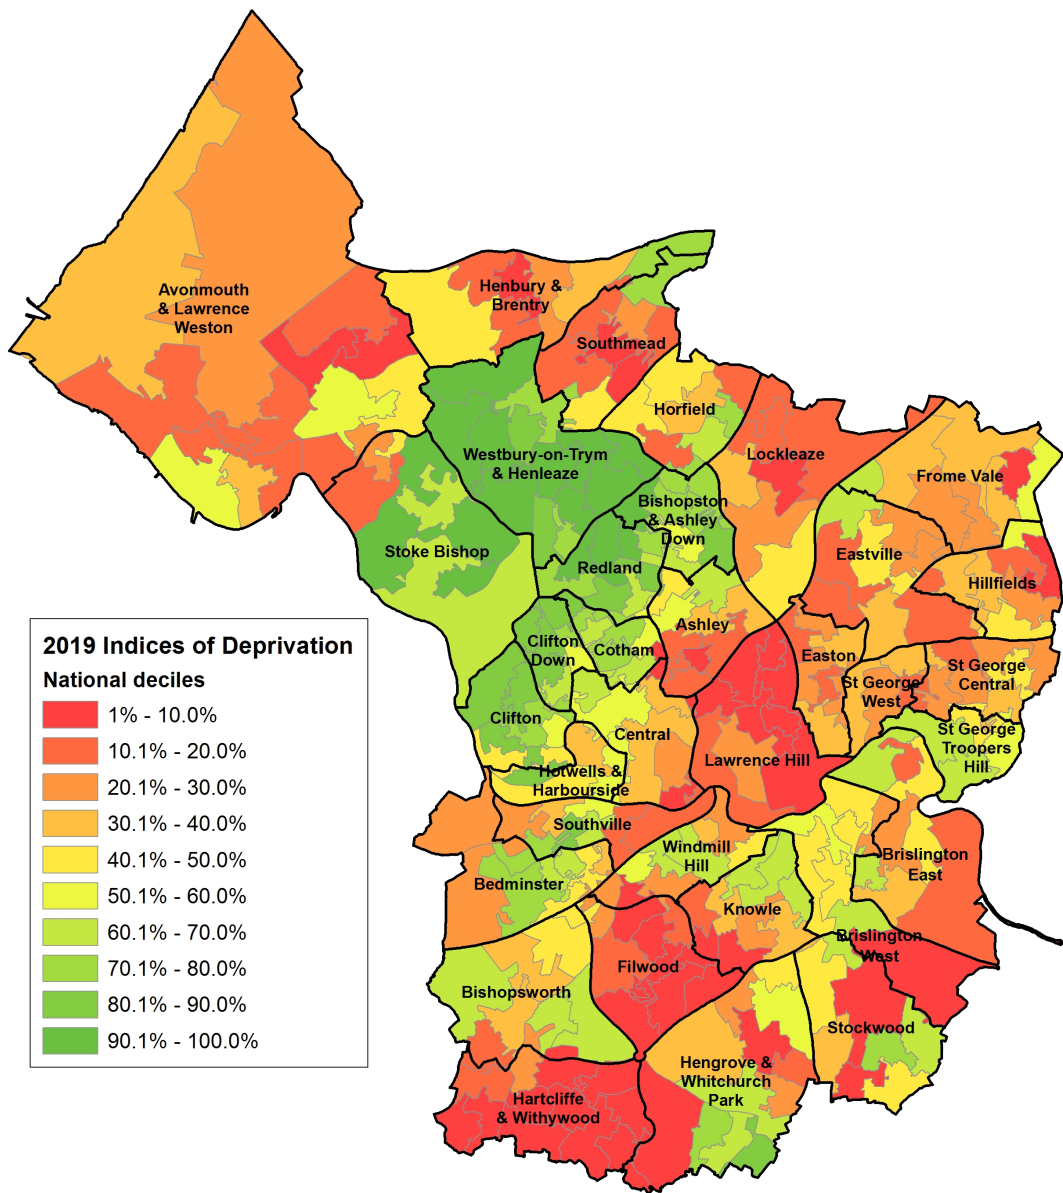 Avonmouth
& Lawrence
Weston
Henbury &
Brentry
Southmead
Horfield
Lockleaze
Westbury-on-Trym
& Henleaze
Frome Vale
Bishopston
& Ashley
Down
Stoke Bishop
Redland
Eastville
Hillfields
Ashley
Clifton
Down
Cotham
Easton
St George
West
St George
Central
Clifton
Central
St George
Troopers
Hill
Lawrence Hill
Hotwells &
Harbourside
Southville
Windmill
Hill
Brislington
East
Bedminster
Knowle
Brislington
West
Filwood
Bishopsworth
Stockwood
Hengrove &
Whitchurch
Park
Hartcliffe
& Withywood
2019 Indices of Deprivation
National deciles
1% - 10.0%
10.1% - 20.0%
20.1% - 30.0%
30.1% - 40.0%
40.1% - 50.0%
50.1% - 60.0%
60.1% - 70.0%
70.1% - 80.0%
80.1% - 90.0%
90.1% - 100.0%